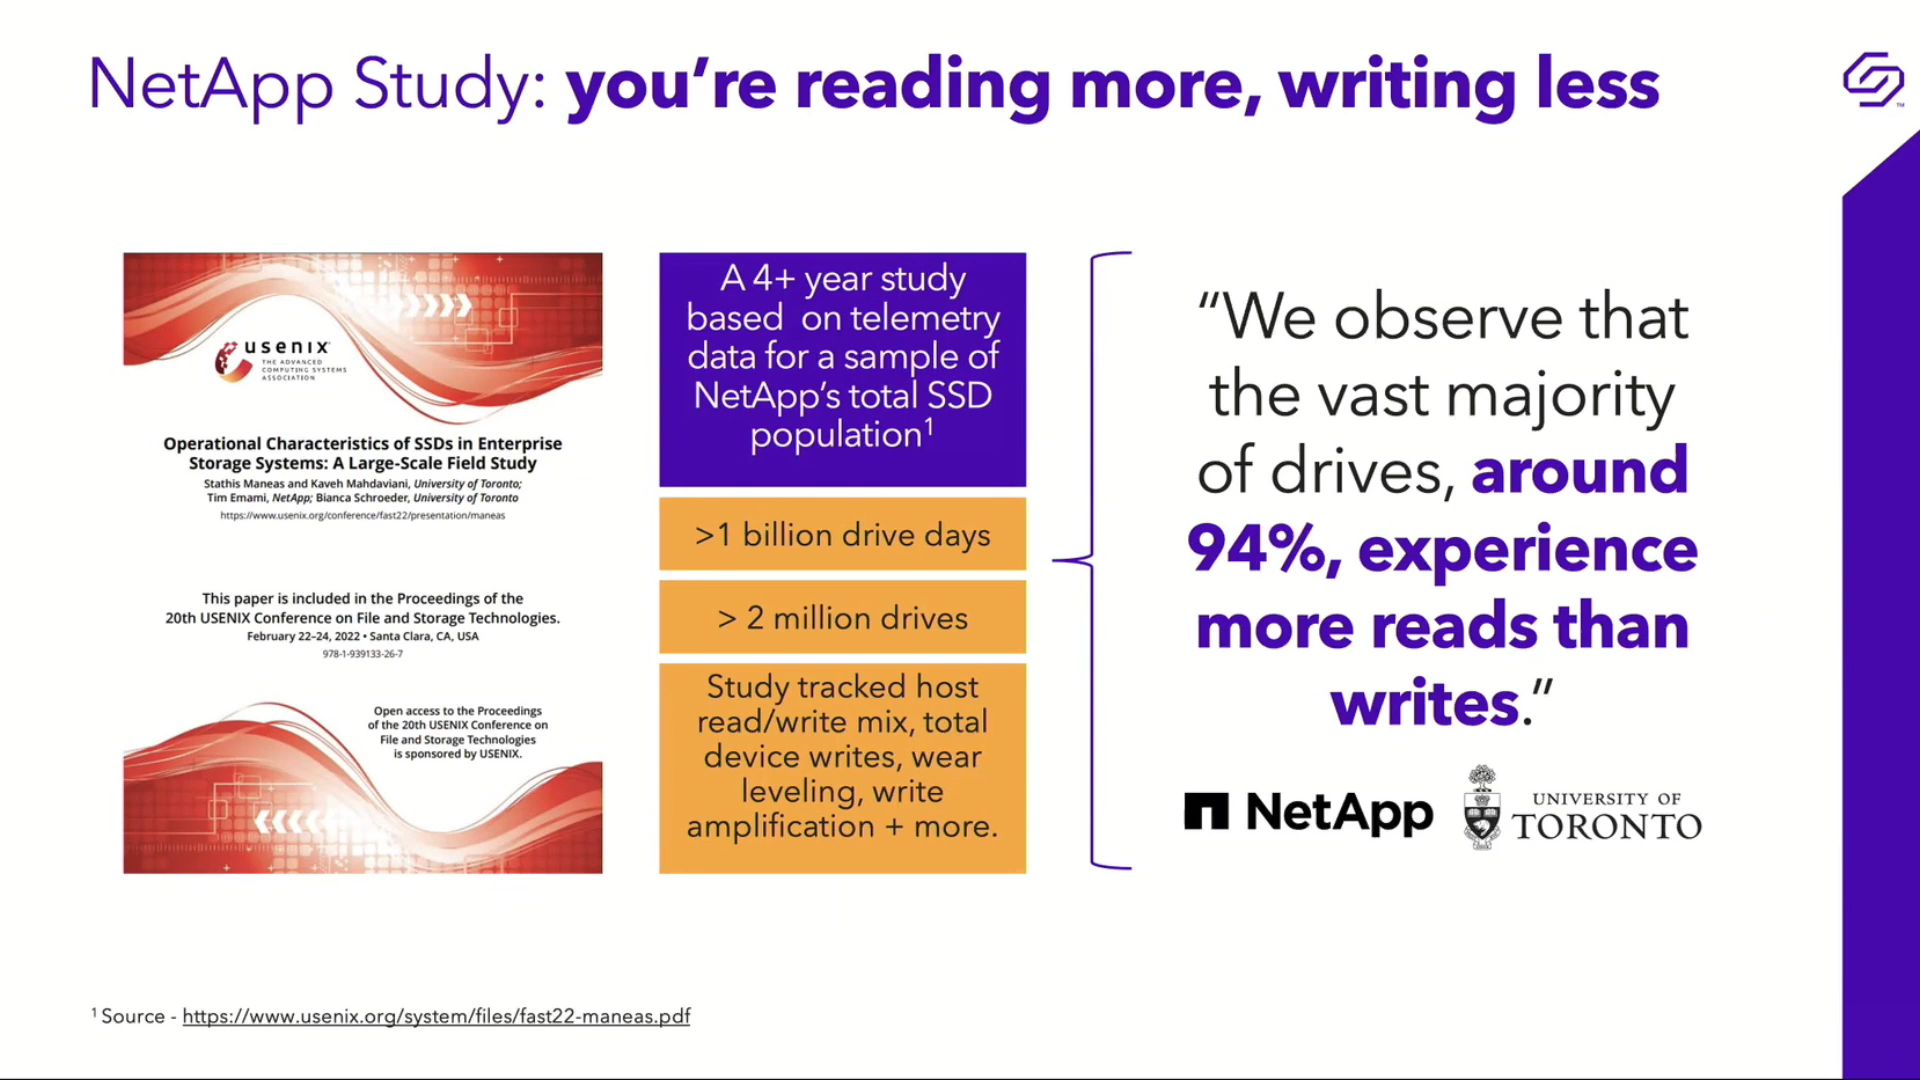 NetApp Study: you're reading more, writing less
usenix
THE ADVANCED
COMPUTING SYSTEMS
ASSOCIATION
Operational Characteristics of SSDs in Enterprise
Storage Systems: A Large-Scale Field Study
Stathis Maneas and Kaveh Mahdaviani, University of Toronto;
Tim Emami, NetApp; Bianca Schroeder, University of Toronto
https://www.usenix.org/conference/fast22/presentation/maneas
This paper is included in the Proceedings of the
20th USENIX Conference on File and Storage Technologies.
February 22–24, 2022 • Santa Clara, CA, USA
978-1-939133-26-7
Open access to the Proceedings
of the 20th USENIX Conference on
File and Storage Technologies
is sponsored by USENIX.
A 4+ year study
based on telemetry
data for a sample of
NetApp's total SSD
population¹
>1 billion drive days
> 2 million drives
Study tracked host
read/write mix, total
device writes, wear
leveling, write
amplification + more.
“We observe that
the vast majority
of drives, around
94%, experience
more reads than
writes.”
NetApp
UNIVERSITY OF
TORONTO
¹ Source - https://www.usenix.org/system/files/fast22-maneas.pdf
TM